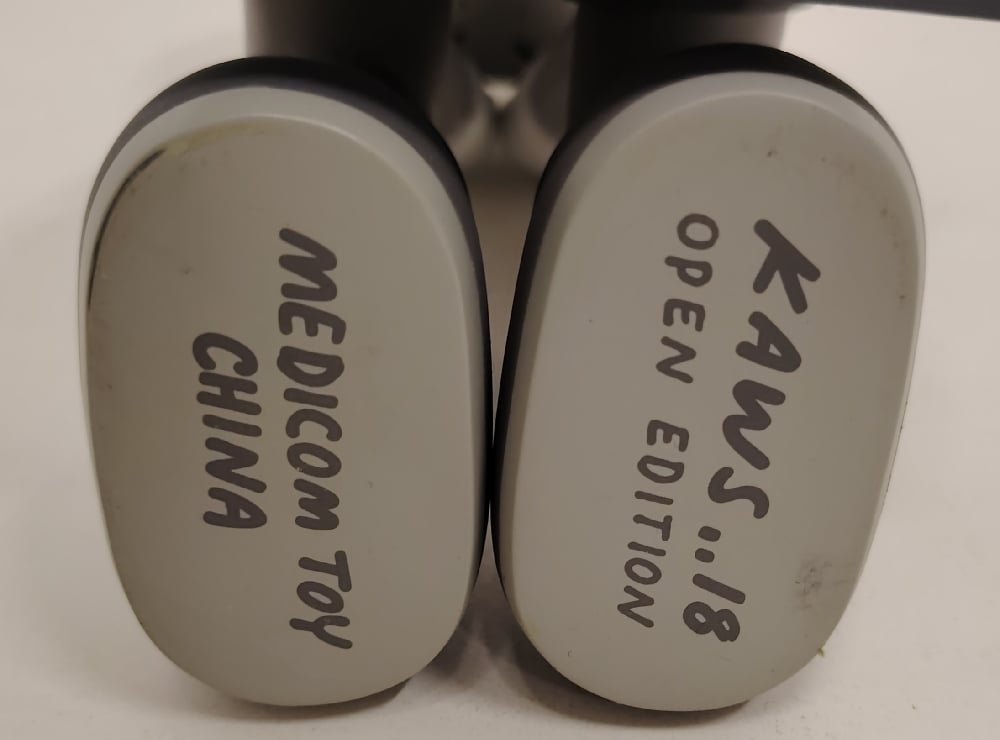 MEDICOM TOY
CHINA
KAWS..18
OPEN EDITION